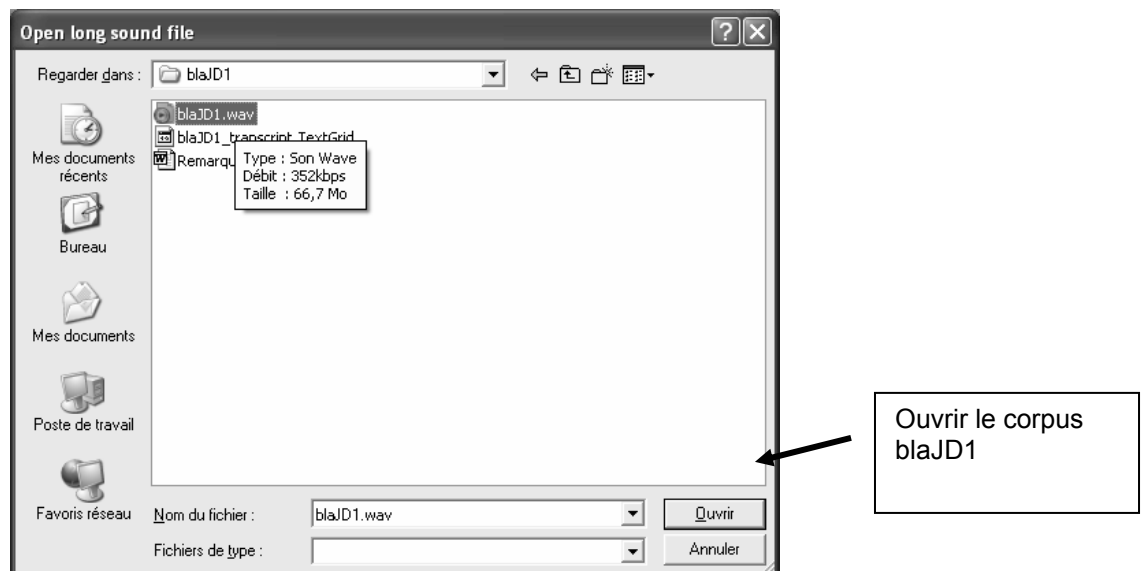 Open long sound file
Regarder dans :
blaJD1
blaJD1.wav
blaJD1_transcript.TextGrid
Remarqu
Type : Son Wave
Débit : 352kbps
Taille : 66,7 Mo
Mes documents
récents
Bureau
Mes documents
Poste de travail
Favoris réseau
Nom du fichier :
blaJD1.wav
Ouvrir
Fichiers de type :
Annuler
Ouvrir le corpus
blaJD1